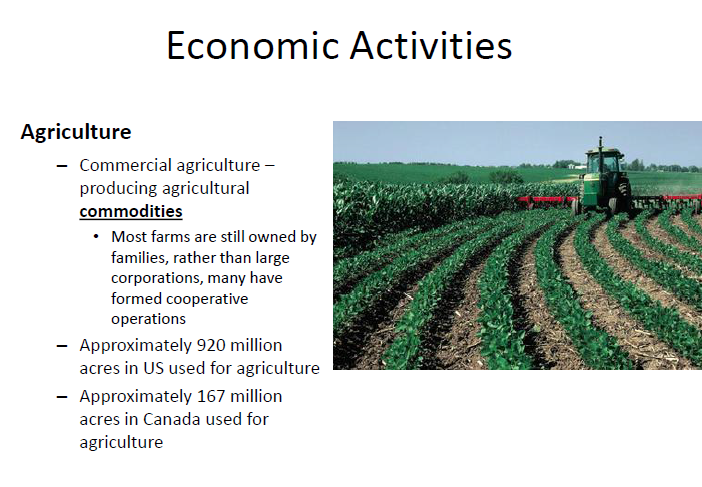 Economic Activities
Agriculture
– Commercial agriculture –
producing agricultural
commodities
• Most farms are still owned by
families, rather than large
corporations, many have
formed cooperative
operations
– Approximately 920 million
acres in US used for agriculture
– Approximately 167 million
acres in Canada used for
agriculture